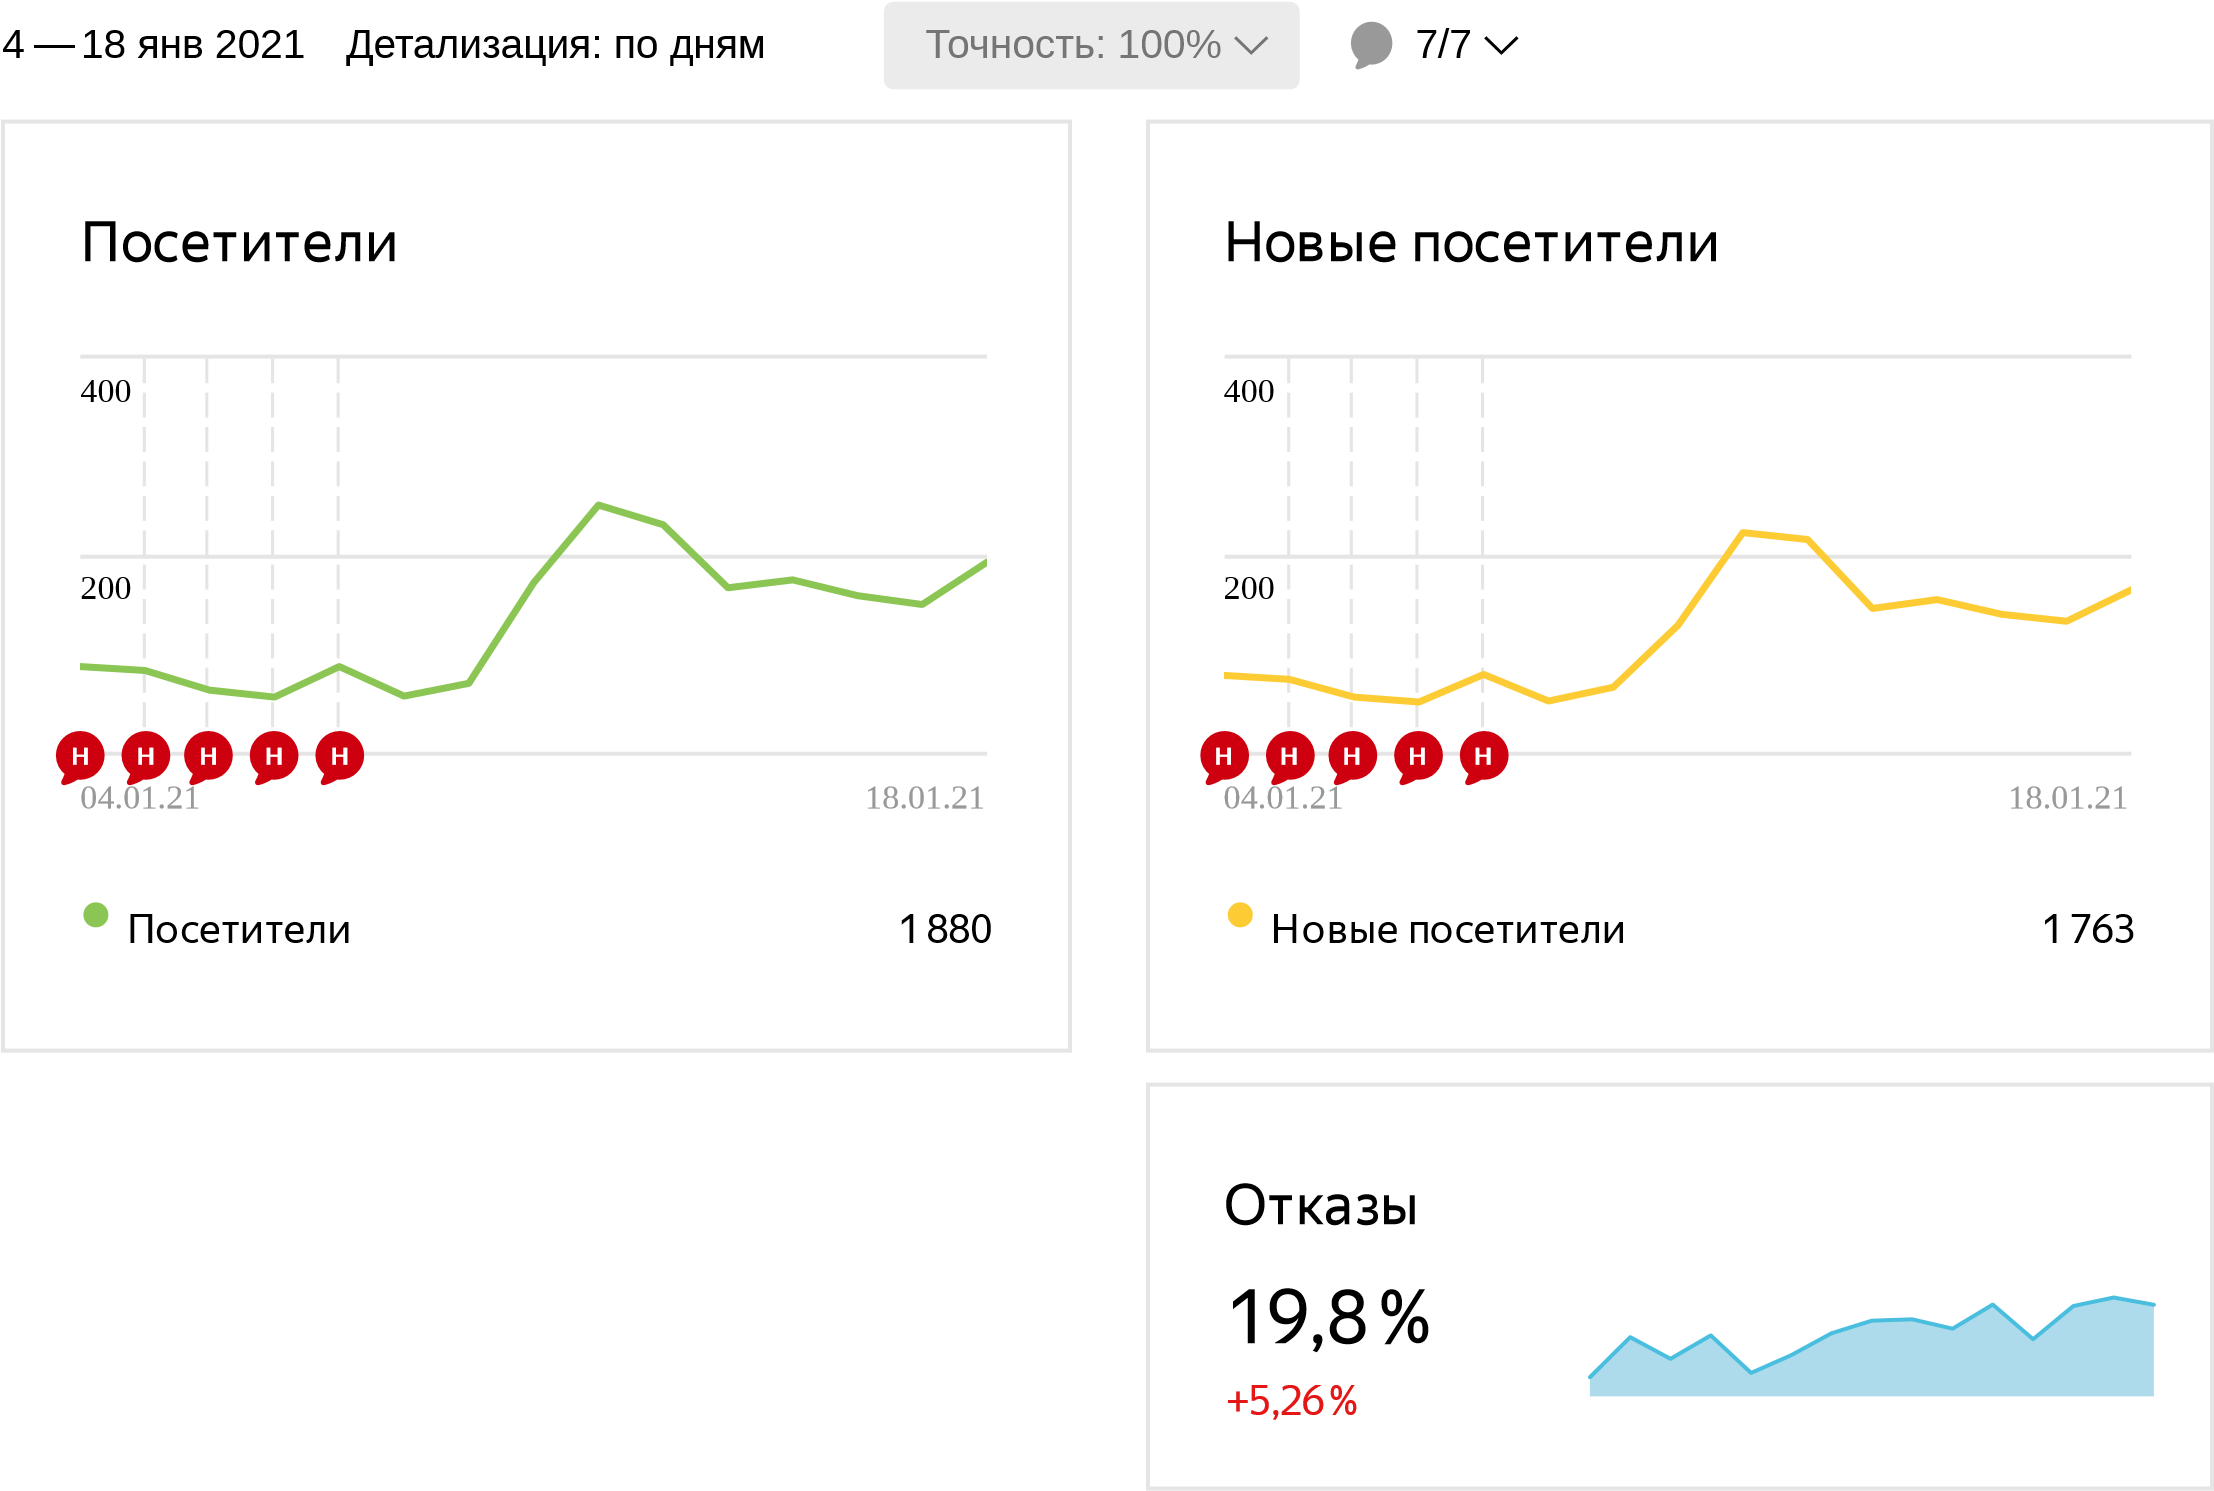 4 — 18 янв 2021 Детализация: по дням Точность: 100% 7/7
Посетители
400
200
Н Н Н Н Н
04.01.21 18.01.21
Посетители 1 880
Новые посетители
400
200
Н Н Н Н Н
04.01.21 18.01.21
Новые посетители 1 763
Отказы
19,8 %
+5,26 %